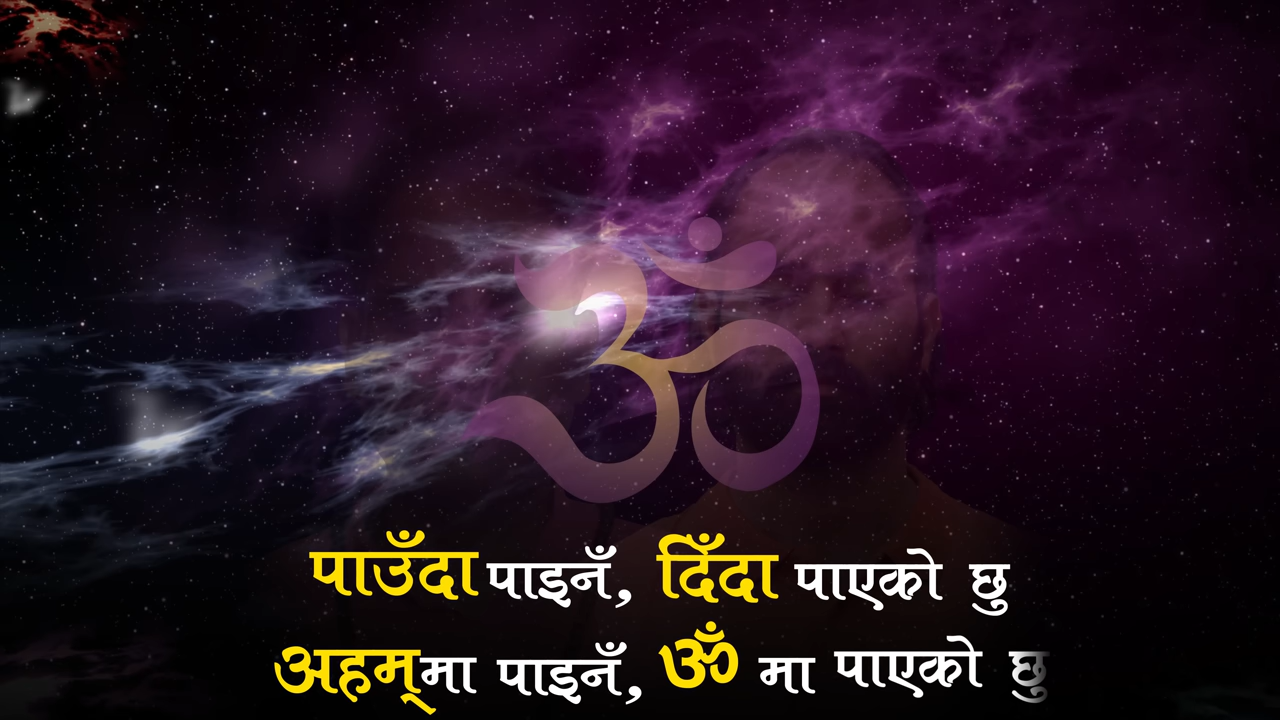 पाउँदा पाइनँ, दिँदा पाएको छु
अहम्‌मा पाइनँ, ॐ मा पाएको छु